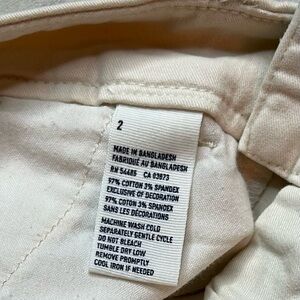 2
MADE IN BANGLADESH
FABRIQUÉ AU BANGLADESH
RN 54485 CA 03973
97% COTTON 3% SPANDEX
EXCLUSIVE OF DECORATION
97% COTON 3% SPANDEX
SANS LES DÉCORATION
MACHINE WASH COLD
SEPARATELY GENTLE CYCLE
DO NOT BLEACH
TUMBLE DRY LOW
REMOVE PROMPTLY
COOL IRON IF NEEDED